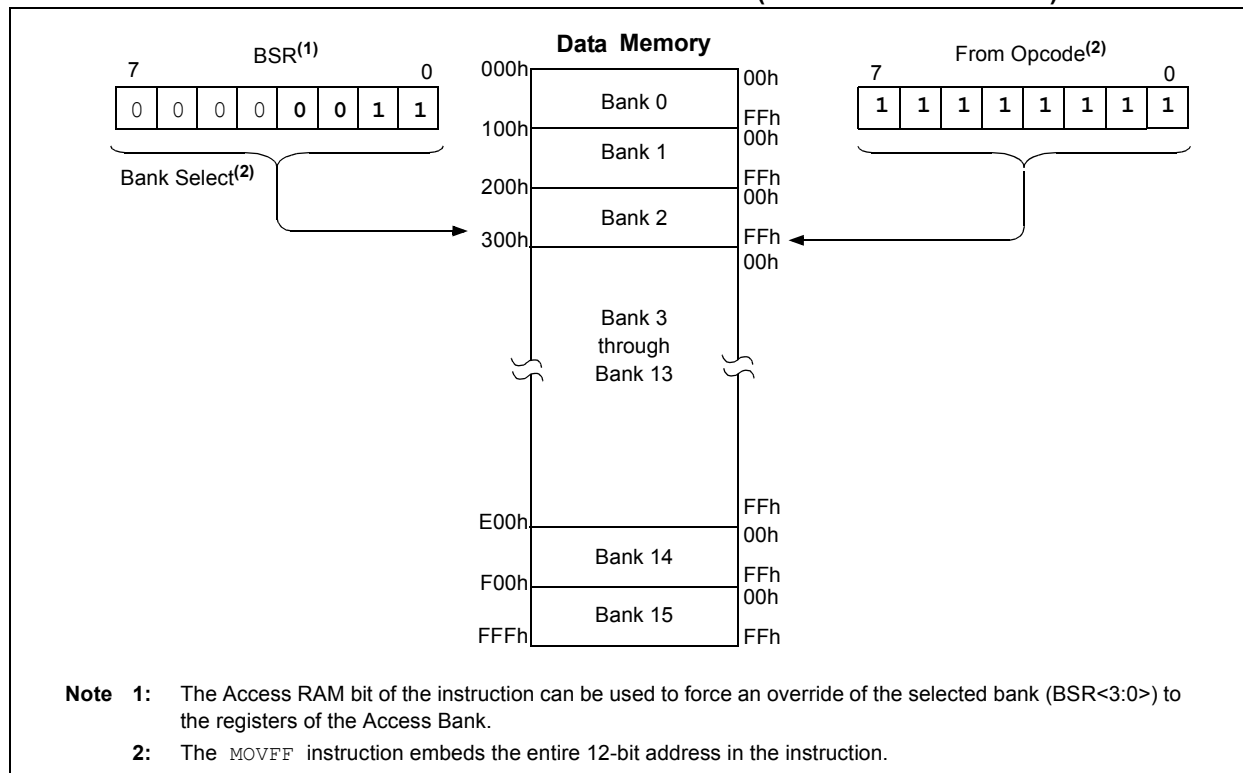 BSR(1)
7 0
0 0 0 0 0 0 1 1
Bank Select(2)
Data Memory
000h
00h
Bank 0
FFh
100h
00h
Bank 1
FFh
200h
00h
Bank 2
FFh
300h
00h
Bank 3
through
Bank 13
FFh
E00h
00h
Bank 14
FFh
F00h
00h
Bank 15
FFFh
FFh
From Opcode(2)
7 0
1 1 1 1 1 1 1 1
Note 1: The Access RAM bit of the instruction can be used to force an override of the selected bank (BSR<3:0>) to
the registers of the Access Bank.
2: The MOVFF instruction embeds the entire 12-bit address in the instruction.